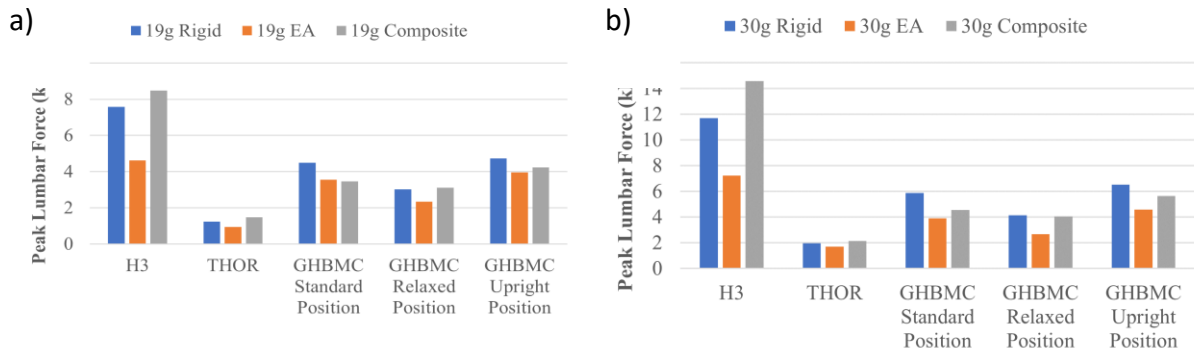 a)
19g Rigid 19g EA 19g Composite
Peak Lumbar Force (k
8
6
4
2
0
H3 THOR GHBMC GHBMC GHBMC
Standard Relaxed Upright
Position Position Position
b)
30g Rigid 30g EA 30g Composite
Peak Lumbar Force (k
14
12
10
8
6
4
2
0
H3 THOR GHBMC GHBMC GHBMC
Standard Relaxed Upright
Position Position Position